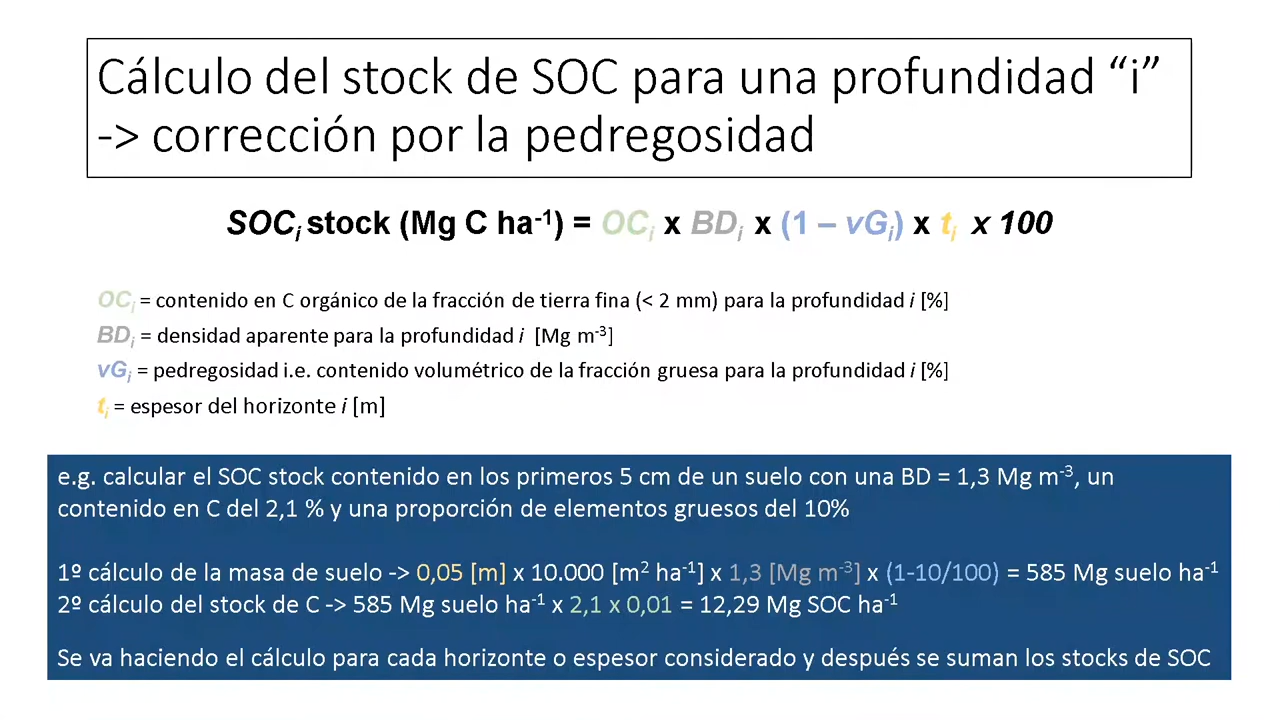 Cálculo del stock de SOC para una profundidad “i”
-> corrección por la pedregosidad
SOCi stock (Mg C ha-1) = OCi x BDi x (1 – vGi) x ti x 100
OCi = contenido en C orgánico de la fracción de tierra fina (< 2 mm) para la profundidad i [%]
BDi = densidad aparente para la profundidad i [Mg m-3]
vGi = pedregosidad i.e. contenido volumétrico de la fracción gruesa para la profundidad i [%]
ti = espesor del horizonte i [m]
e.g. calcular el SOC stock contenido en los primeros 5 cm de un suelo con una BD = 1,3 Mg m-3, un
contenido en C del 2,1 % y una proporción de elementos gruesos del 10%
1º cálculo de la masa de suelo -> 0,05 [m] x 10.000 [m2 ha-1] x 1,3 [Mg m-3] x (1-10/100) = 585 Mg suelo ha-1
2º cálculo del stock de C -> 585 Mg suelo ha-1 x 2,1 x 0,01 = 12,29 Mg SOC ha-1
Se va haciendo el cálculo para cada horizonte o espesor considerado y después se suman los stocks de SOC